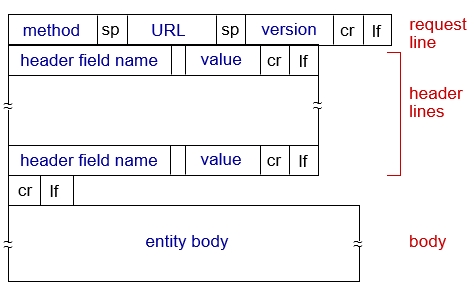 method sp URL sp version cr lf request line
header field name value cr lf
header lines
header field name value cr lf
cr lf
entity body body